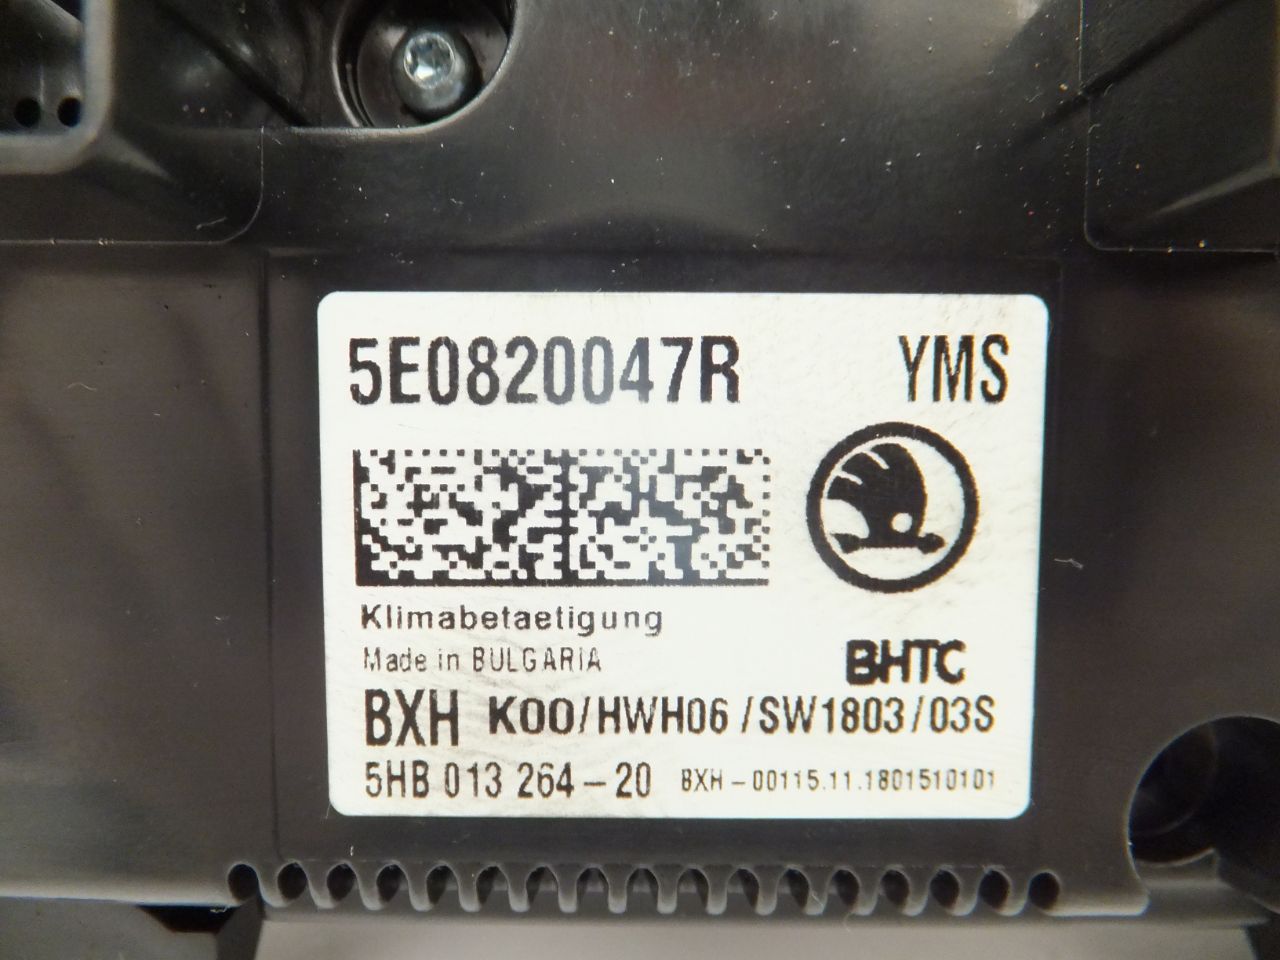 5E0820047R YMS
Klimabetaetigung
Made in BULGARIA
BHTC
BXH K00/HWH06/SW1803/03S
5HB 013 264-20 BXH-00115.11.1801510101